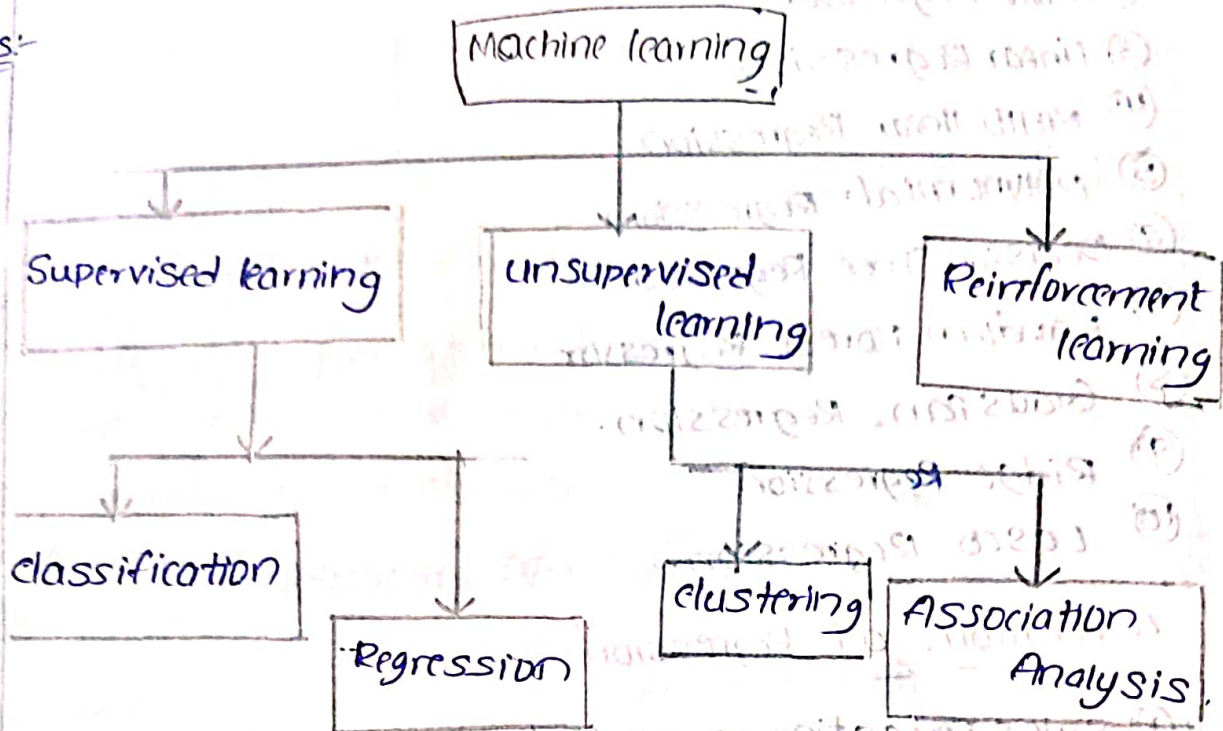 s:-
Machine learning
Supervised learning
unsupervised
learning
Reinforcement
learning
classification
Regression
clustering
Association
Analysis.